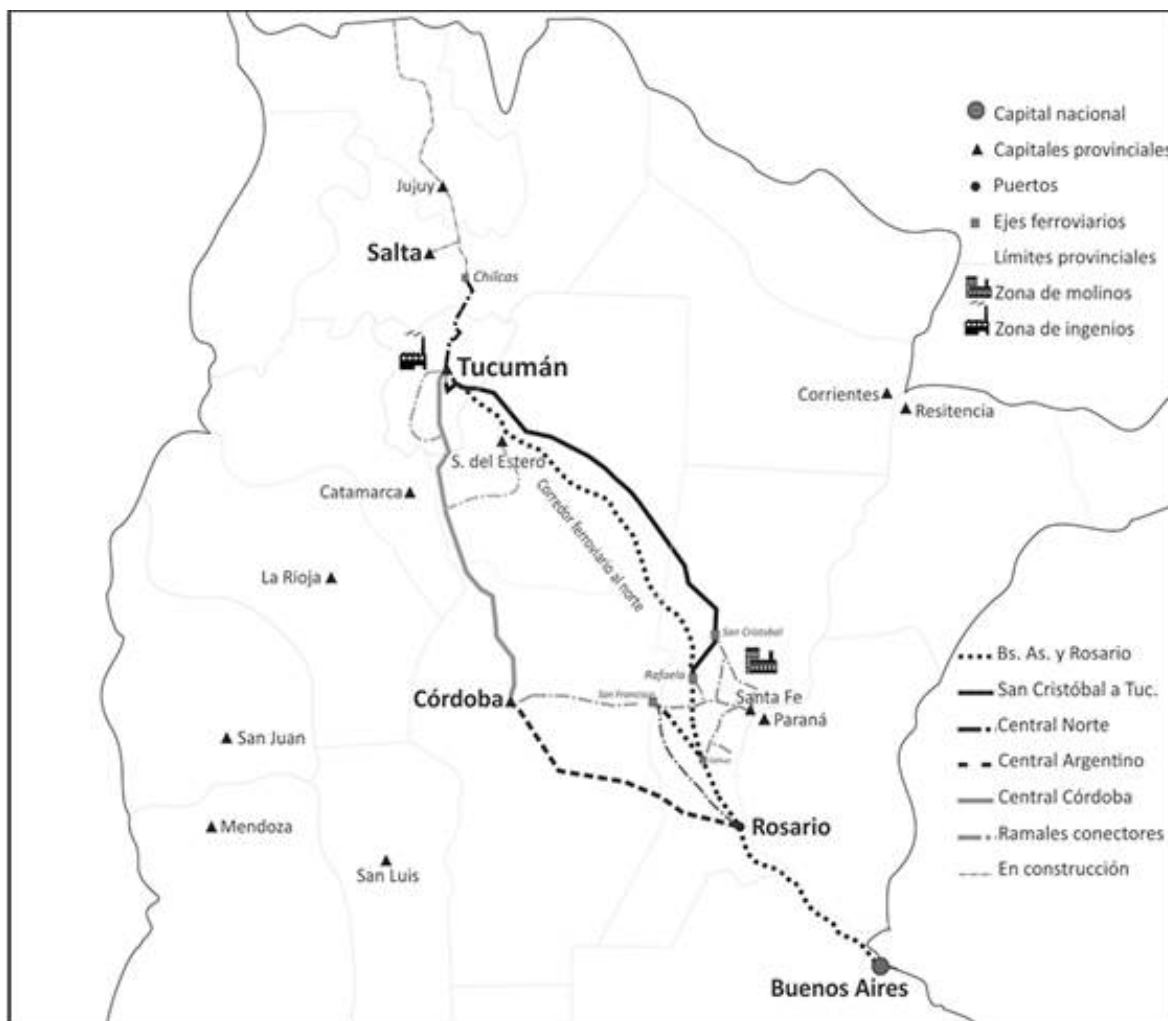 Capital nacional
Capitales provinciales
Puertos
Ejes ferroviarios
Límites provinciales
Zona de molinos
Zona de ingenios
Jujuy
Salta
Chilcas
Tucumán
Corrientes
Resitencia
S. del Estero
Catamarca
Corredor ferroviario al norte
La Rioja
San Cristobal
Rafaela
Santa Fe
Córdoba
San Francisco
Paraná
San Juan
Mendoza
Rosario
San Luis
Buenos Aires
Bs. As. y Rosario
San Cristóbal a Tuc.
Central Norte
Central Argentino
Central Córdoba
Ramales conectores
En construcción